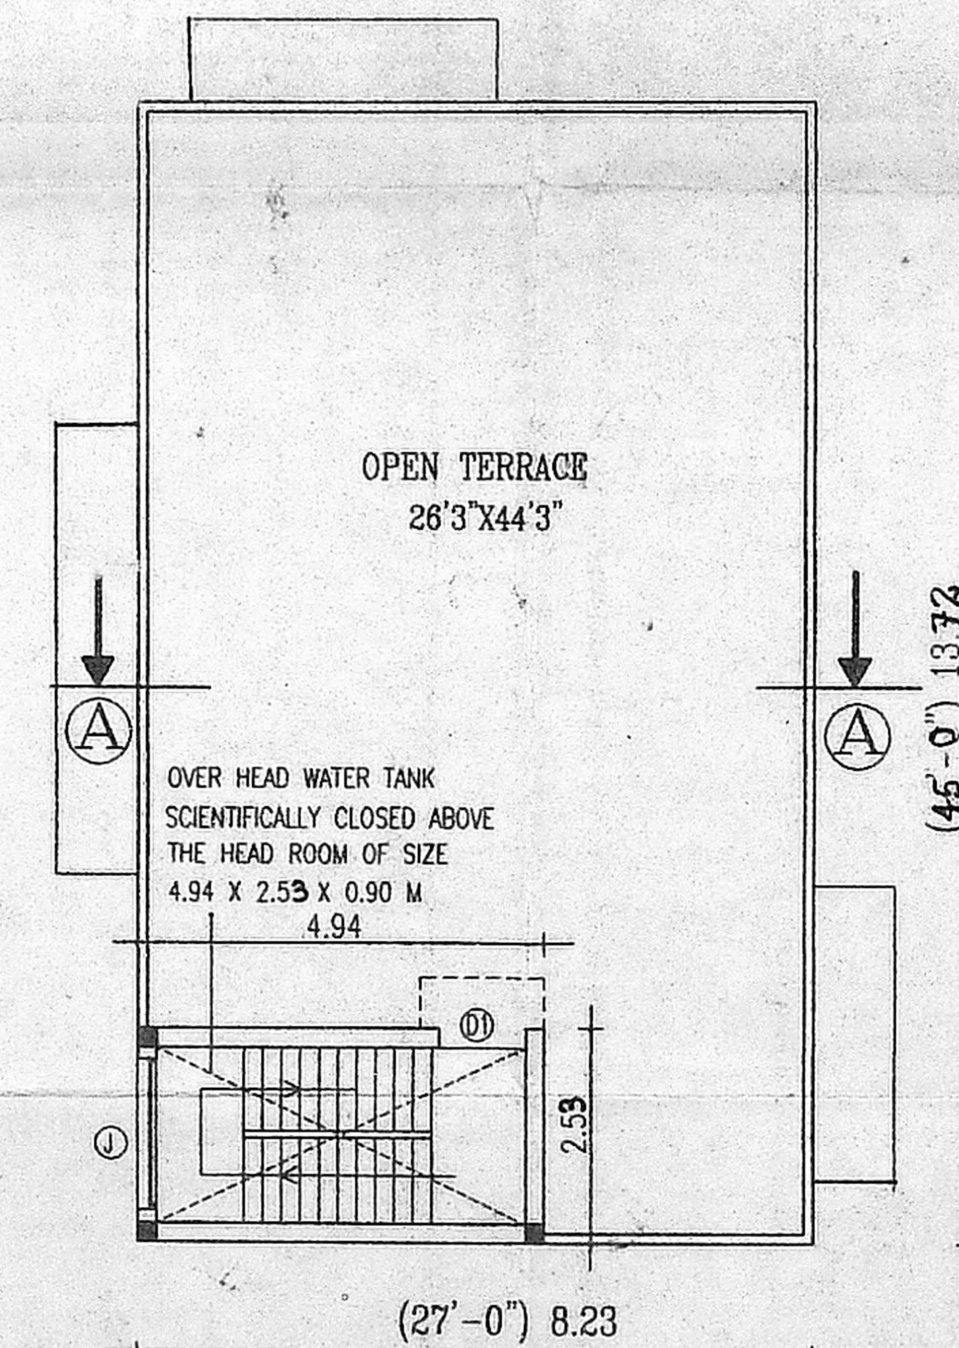 OPEN TERRACE
26'3"X44'3"
A
A
(45'-0") 13.72
OVER HEAD WATER TANK
SCIENTIFICALLY CLOSED ABOVE
THE HEAD ROOM OF SIZE
4.94 X 2.53 X 0.90 M
4.94
D1
2.53
J
(27'-0") 8.23